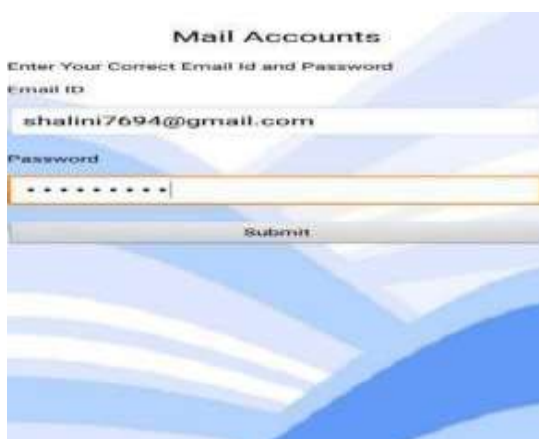 Mail Accounts
Enter Your Correct Email Id and Password
Email ID
shalini7694@gmail.com
Password
•••••••••
Submit